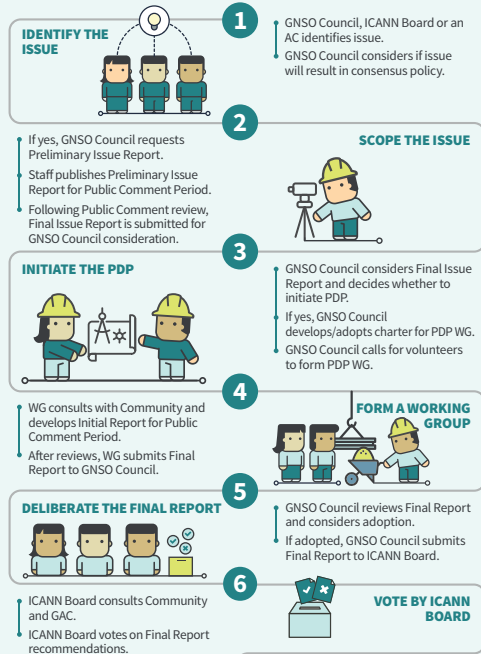 1
IDENTIFY THE
ISSUE
GNSO Council, ICANN Board or an
AC identifies issue.
GNSO Council considers if issue
will result in consensus policy.
2
SCOPE THE ISSUE
If yes, GNSO Council requests
Preliminary Issue Report.
Staff publishes Preliminary Issue
Report for Public Comment Period.
Following Public Comment review,
Final Issue Report is submitted for
GNSO Council consideration.
3
INITIATE THE PDP
GNSO Council considers Final Issue
Report and decides whether to
initiate PDP.
If yes, GNSO Council
develops/adopts charter for PDP WG.
GNSO Council calls for volunteers
to form PDP WG.
4
FORM A WORKING
GROUP
WG consults with Community and
develops Initial Report for Public
Comment Period.
After reviews, WG submits Final
Report to GNSO Council.
5
DELIBERATE THE FINAL REPORT
GNSO Council reviews Final Report
and considers adoption.
If adopted, GNSO Council submits
Final Report to ICANN Board.
6
VOTE BY ICANN
BOARD
ICANN Board consults Community
and GAC.
ICANN Board votes on Final Report
recommendations.